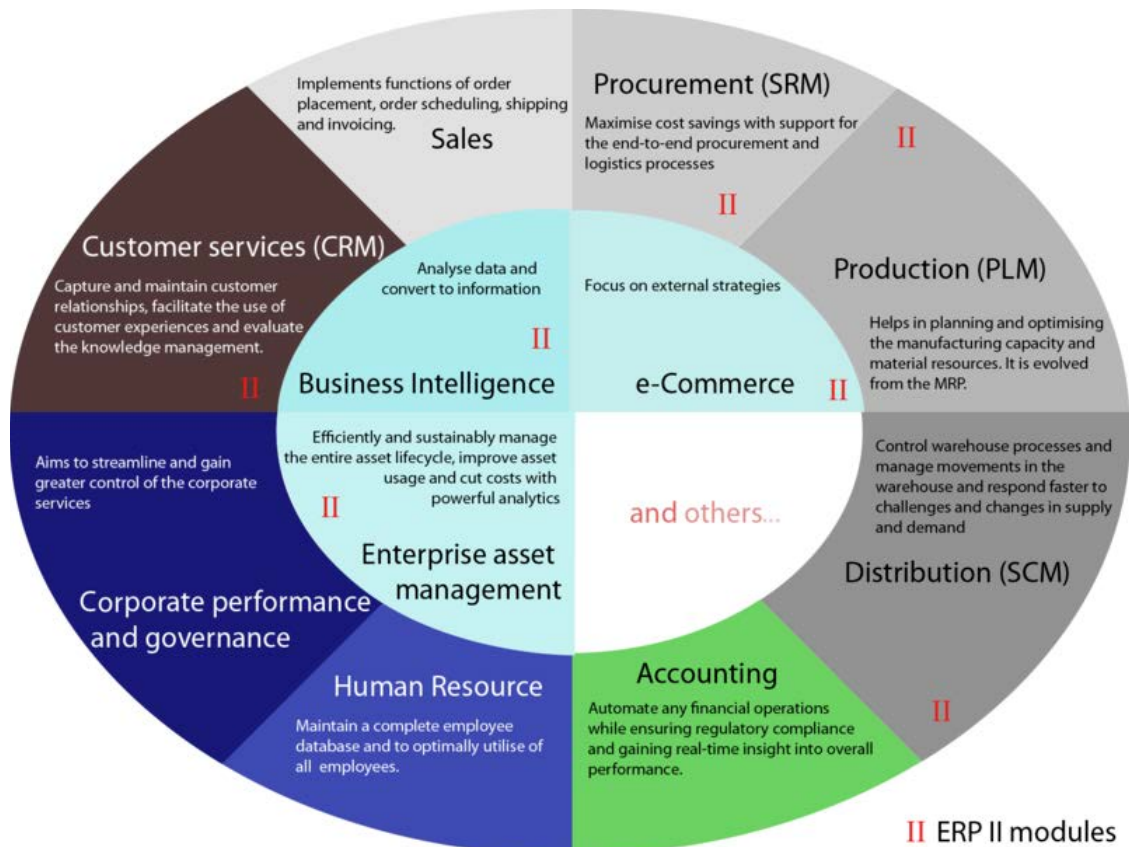 Implements functions of order
placement, order scheduling, shipping
and invoicing.
Sales
Procurement (SRM)
Maximise cost savings with support for
the end-to-end procurement and
logistics processes
II
II
Production (PLM)
Helps in planning and optimising
the manufacturing capacity and
material resources. It is evolved
from the MRP.
Customer services (CRM)
Capture and maintain customer
relationships, facilitate the use of
customer experiences and evaluate
the knowledge management.
II
Analyse data and
convert to information
II
Business Intelligence
Focus on external strategies
e-Commerce
II
Aims to streamline and gain
greater control of the corporate
services
Corporate performance
and governance
Efficiently and sustainably manage
the entire asset lifecycle, improve asset
usage and cut costs with
powerful analytics
II
Enterprise asset
management
and others...
Control warehouse processes and
manage movements in the
warehouse and respond faster to
challenges and changes in supply
and demand
Distribution (SCM)
II
Human Resource
Maintain a complete employee
database and to optimally utilise of
all employees.
Accounting
Automate any financial operations
while ensuring regulatory compliance
and gaining real-time insight into overall
performance.
II ERP II modules